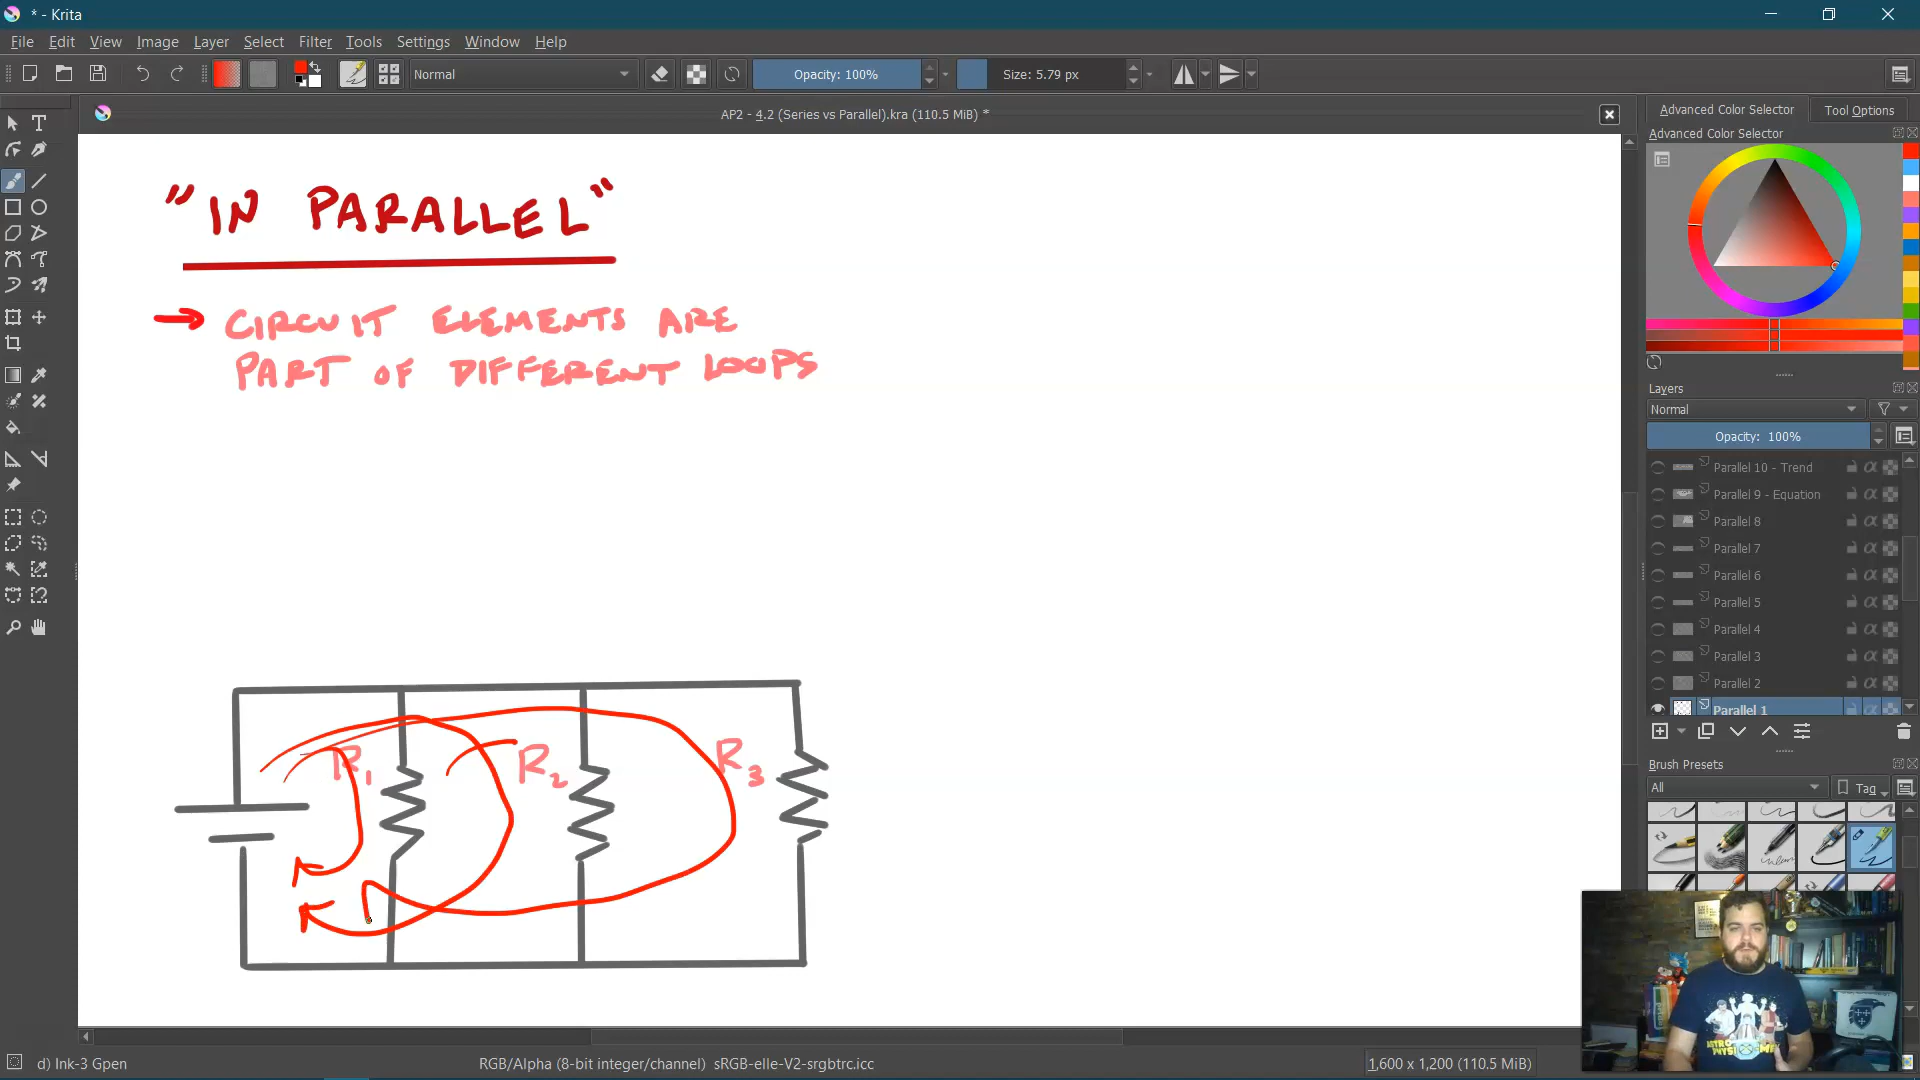 * - Krita
File Edit View Image Layer Select Filter Tools Settings Window Help
Normal
Opacity: 100%
Size: 5.79 px
AP2 - 4.2 (Series vs Parallel).kra (110.5 MiB) *
"IN PARALLEL"
→ CIRCUIT ELEMENTS ARE
PART OF DIFFERENT LOOPS
R1
R2
R3
Advanced Color Selector Tool Options
Advanced Color Selector
Layers
Normal
Opacity: 100%
Parallel 10 - Trend
Parallel 9 - Equation
Parallel 8
Parallel 7
Parallel 6
Parallel 5
Parallel 4
Parallel 3
Parallel 2
Parallel 1
Brush Presets
All
Tag
d) Ink-3 Gpen
RGB/Alpha (8-bit integer/channel) sRGB-elle-V2-srgbtrc.icc
1,600 x 1,200 (110.5 MiB)